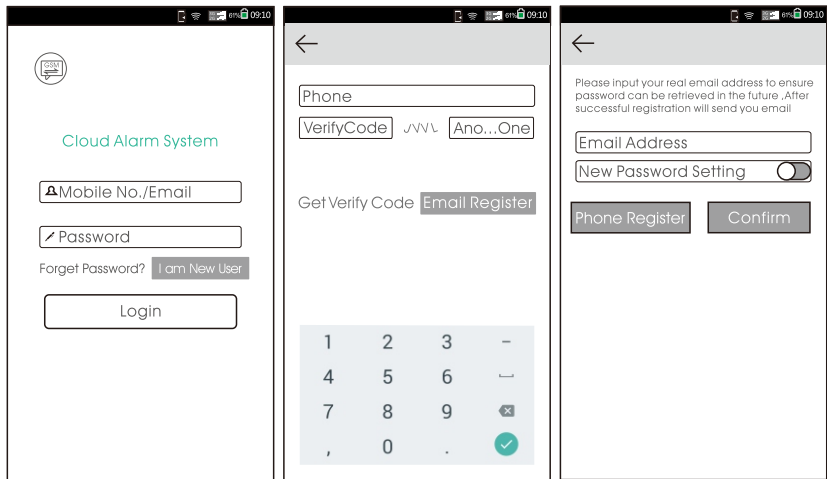 61% 09:10
GSM
Cloud Alarm System
Mobile No./Email
Password
Forget Password? I am New User
Login
61% 09:10
Phone
VerifyCode Ano...One
Get Verify Code Email Register
1 2 3 -
4 5 6
7 8 9
, 0 .
61% 09:10
Please input your real email address to ensure
password can be retrieved in the future ,After
successful registration will send you email
Email Address
New Password Setting
Phone Register Confirm